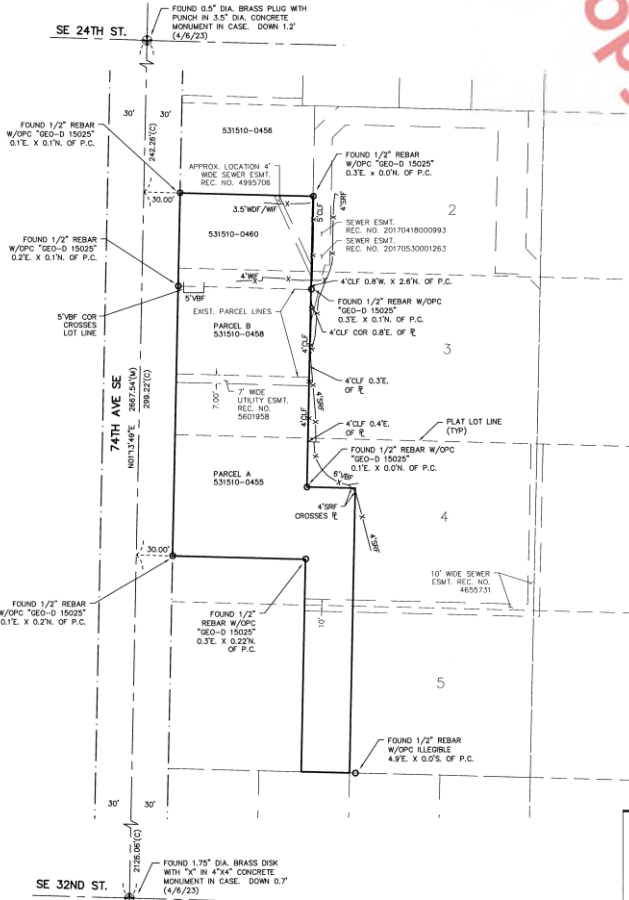 FOUND 0.5" DIA. BRASS PLUG WITH
PUNCH IN 3.5" DIA. CONCRETE
MONUMENT IN CASE. DOWN 1.2'
(4/6/23)
SE 24TH ST.
30'
30'
242.26'(C)
531510-0456
FOUND 1/2" REBAR
W/OPC "GEO-D 15025"
0.1'E. X 0.1'N. OF P.C.
30.00'
APPROX. LOCATION 4'
WIDE SEWER ESMT.
REC. NO. 4995706
FOUND 1/2" REBAR
W/OPC "GEO-D 15025"
0.3'E. x 0.0'N. OF P.C.
3.5'WDF/WIF
5'CLF
4'SRF
2
531510-0460
SEWER ESMT.
REC. NO. 20170418000993
SEWER ESMT.
REC. NO. 20170530001263
FOUND 1/2" REBAR
W/OPC "GEO-D 15025"
0.2'E. X 0.1'N. OF P.C.
4'WIF
4'CLF 0.8'W. X 2.6'N. OF P.C.
5'VBF
FOUND 1/2" REBAR W/OPC
"GEO-D 15025"
0.3'E. X 0.1'N. OF P.C.
5'VBF COR
CROSSES
LOT LINE
EXIST. PARCEL LINES
4'CLF COR 0.8'E. OF ℙ
PARCEL B
531510-0458
4'CLF
3
74TH AVE SE
N01°13'49"E 2667.54'(M)
299.22'(C)
7.00'
7' WIDE
UTILITY ESMT.
REC. NO.
5601958
4'CLF 0.3'E.
OF ℙ
4'SRF
4'CLF
4'CLF 0.4'E.
OF ℙ
PLAT LOT LINE
(TYP)
FOUND 1/2" REBAR W/OPC
"GEO-D 15025"
0.1'E. X 0.0'N. OF P.C.
PARCEL A
531510-0455
6'VBF
4'SRF
CROSSES ℙ
4'SRF
4
30.00'
10' WIDE SEWER
ESMT. REC. NO.
4655731
FOUND 1/2" REBAR
W/OPC "GEO-D 15025"
0.1'E. X 0.2'N. OF P.C.
FOUND 1/2"
REBAR W/OPC
"GEO-D 15025"
0.3'E. X 0.22'N.
OF P.C.
10'
5
FOUND 1/2" REBAR
W/OPC ILLEGIBLE
4.9'E. X 0.0'S. OF P.C.
30'
30'
2126.06'(C)
FOUND 1.75" DIA. BRASS DISK
WITH "X" IN 4"X4" CONCRETE
MONUMENT IN CASE. DOWN 0.7'
(4/6/23)
SE 32ND ST.